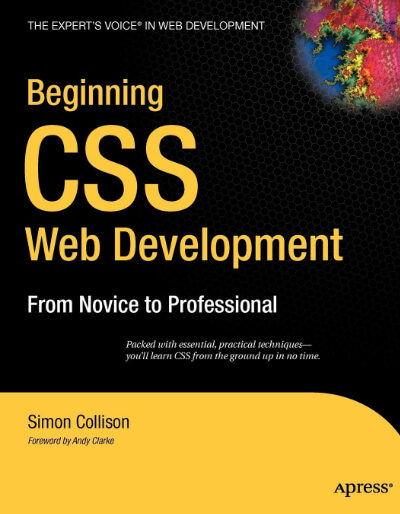 THE EXPERT'S VOICE® IN WEB DEVELOPMENT
Beginning
CSS
Web Development
From Novice to Professional
Packed with essential, practical techniques—
you'll learn CSS from the ground up in no time.
Simon Collison
Foreword by Andy Clarke
Apress®